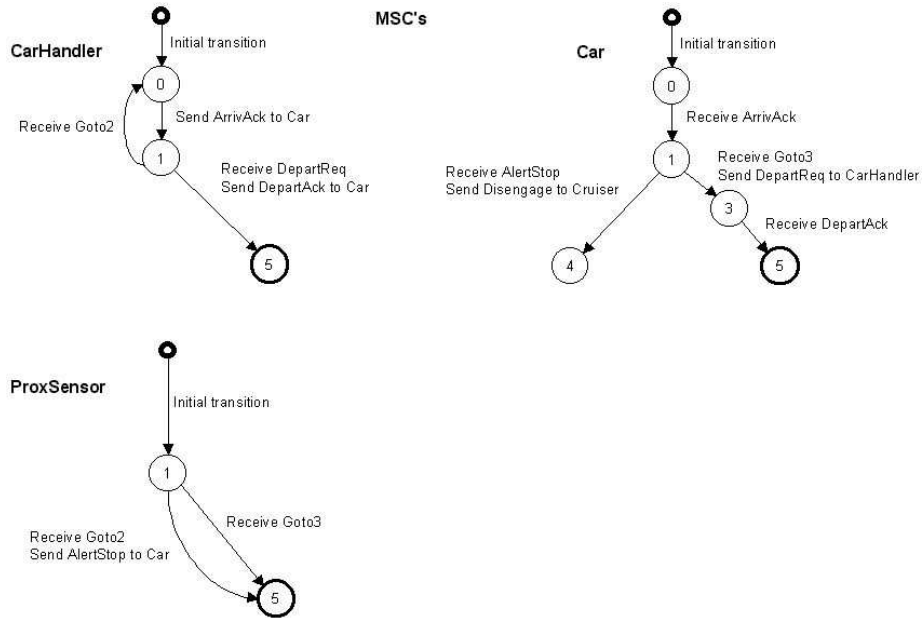 MSC's
CarHandler
Initial transition
0
Receive Goto2
Send ArrivAck to Car
1
Receive DepartReq
Send DepartAck to Car
5
Car
Initial transition
0
Receive ArrivAck
1
Receive AlertStop
Send Disengage to Cruiser
Receive Goto3
Send DepartReq to CarHandler
3
Receive DepartAck
4
5
ProxSensor
Initial transition
1
Receive Goto2
Send AlertStop to Car
Receive Goto3
5